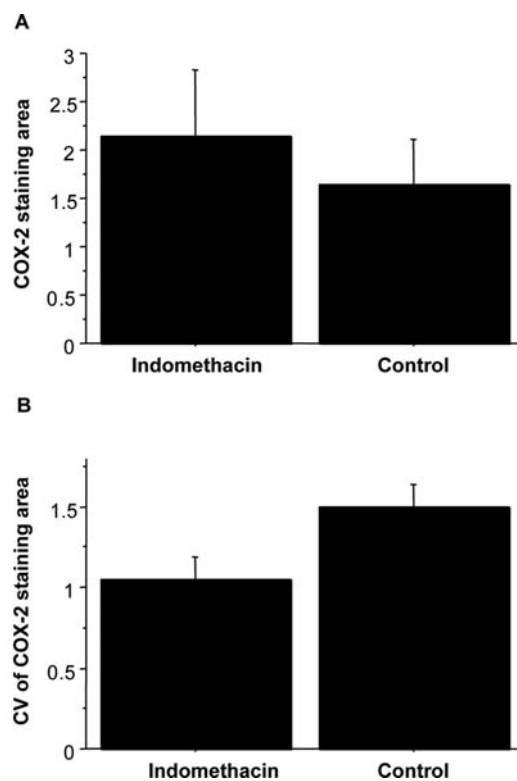 A
COX-2 staining area
3
2.5
2
1.5
1
0.5
0
Indomethacin Control
B
CV of COX-2 staining area
1.5
1
0.5
0
Indomethacin Control